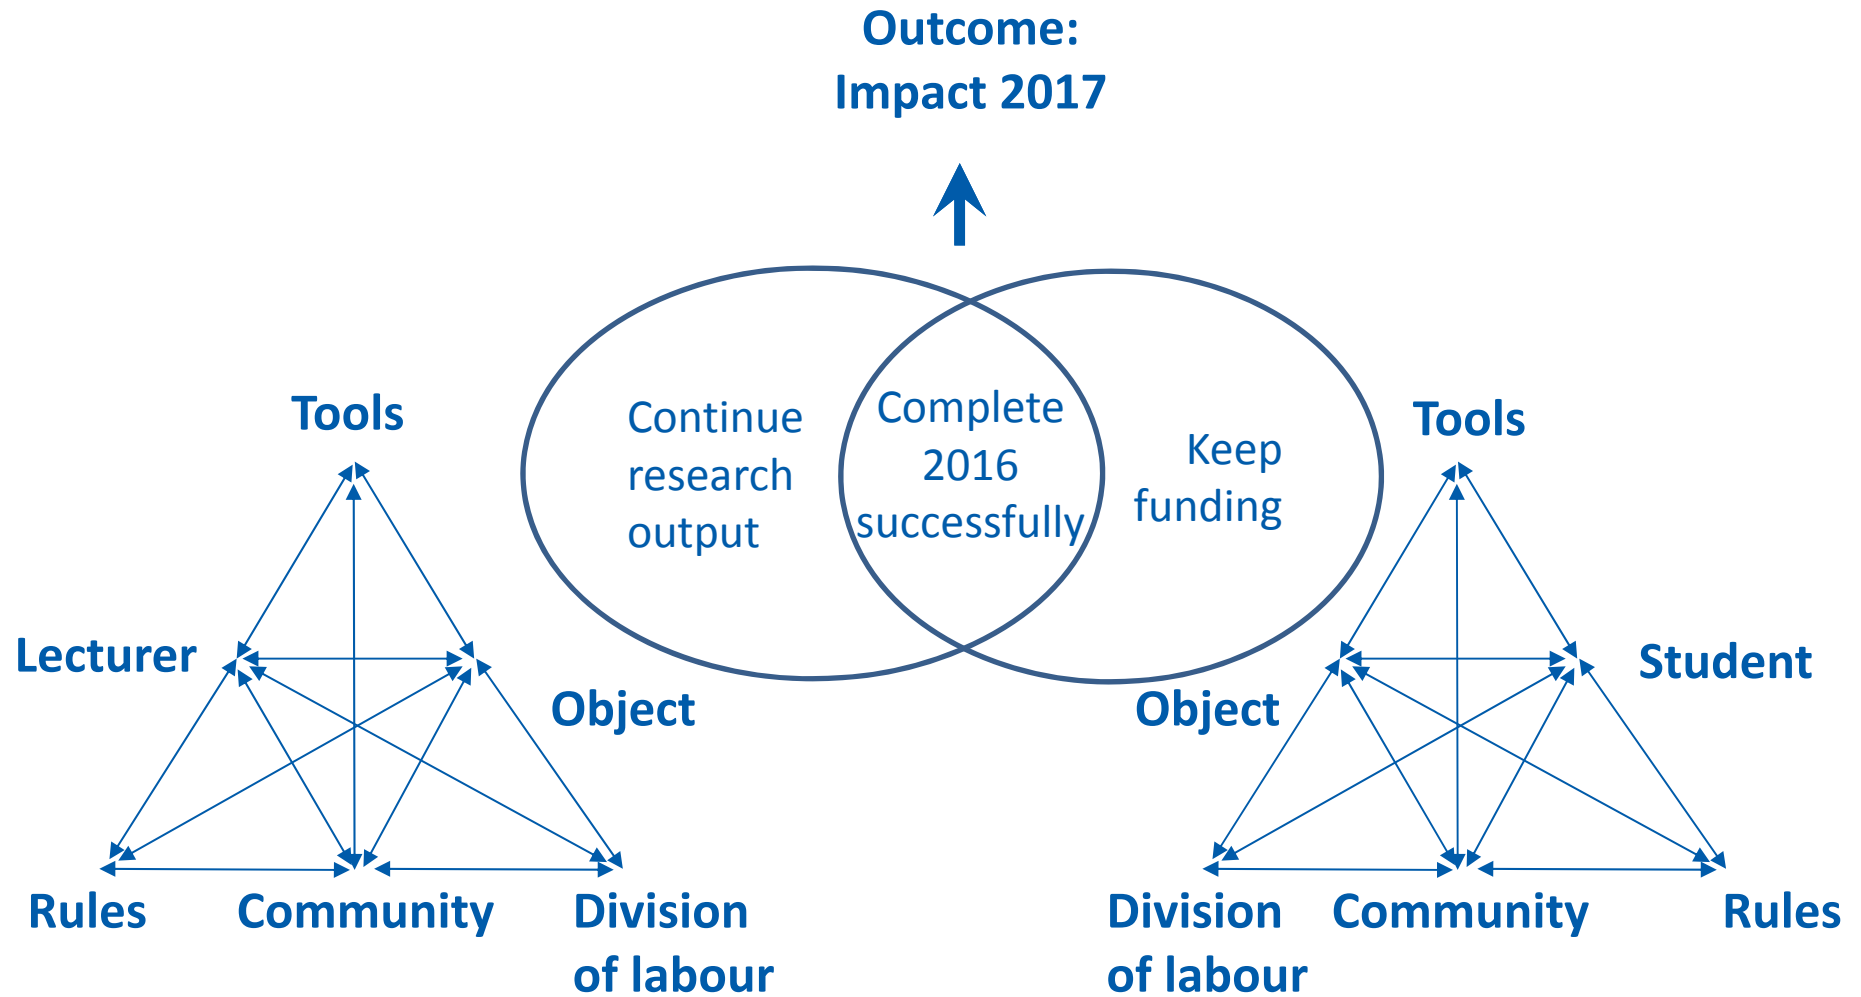 Outcome:
Impact 2017
Tools
Continue
research
output
Complete
2016
successfully
Keep
funding
Tools
Lecturer
Object
Object
Student
Rules
Community
Division
of labour
Division
of labour
Community
Rules